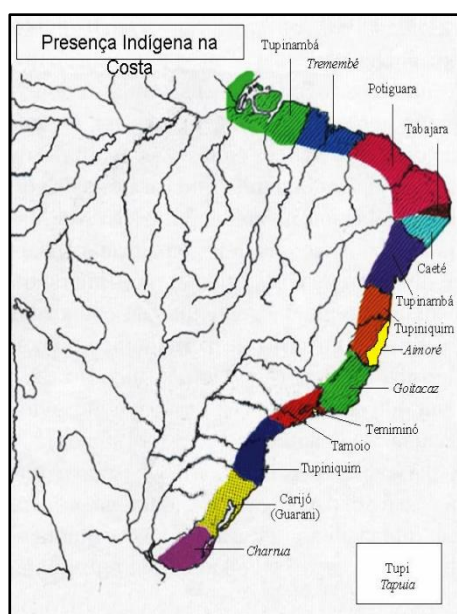 Presença Indígena na
Costa
Tupinambá
Tremembé
Potiguara
Tabajara
Caeté
Tupinambá
Tupiniquim
Aimoré
Goitacaz
Temiminó
Tamoio
Tupiniquim
Carijó
(Guarani)
Charrua
Tupi
Tapuia